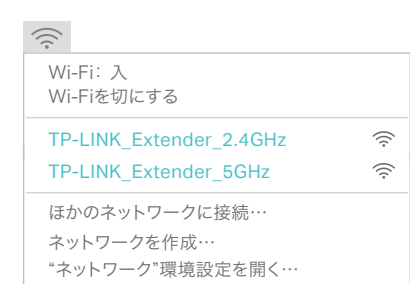 Wi-Fi: 入
Wi-Fiを切にする
TP-LINK_Extender_2.4GHz
TP-LINK_Extender_5GHz
ほかのネットワークに接続…
ネットワークを作成…
“ネットワーク”環境設定を開く…